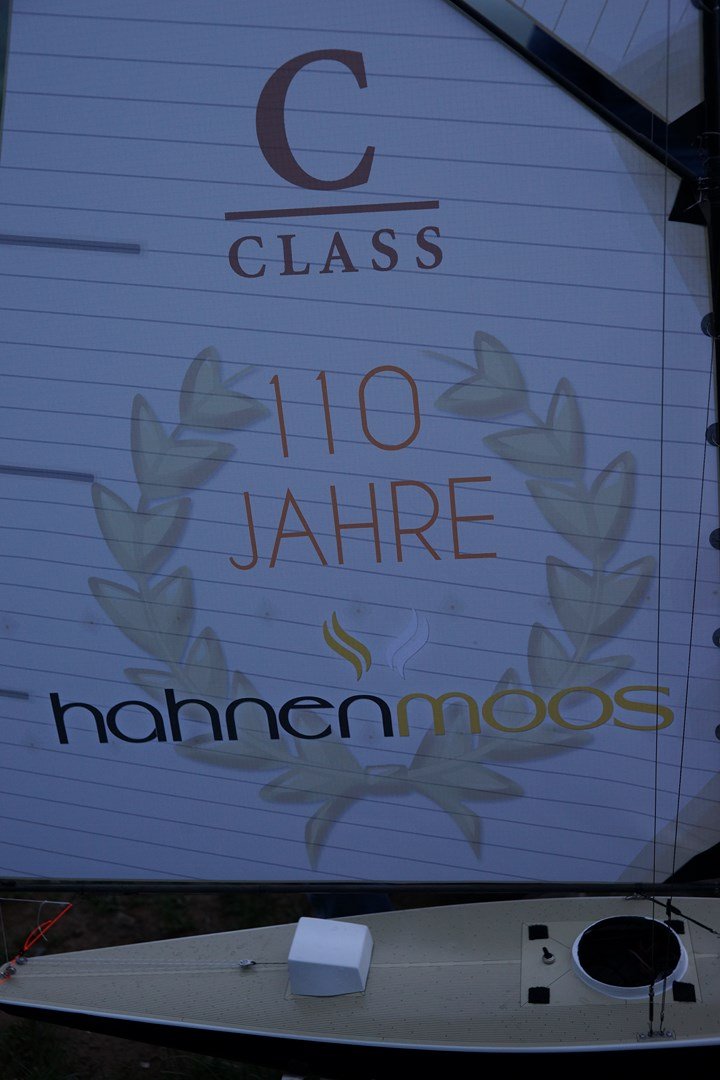 C
CLASS
110
JAHRE
hahnenmoos